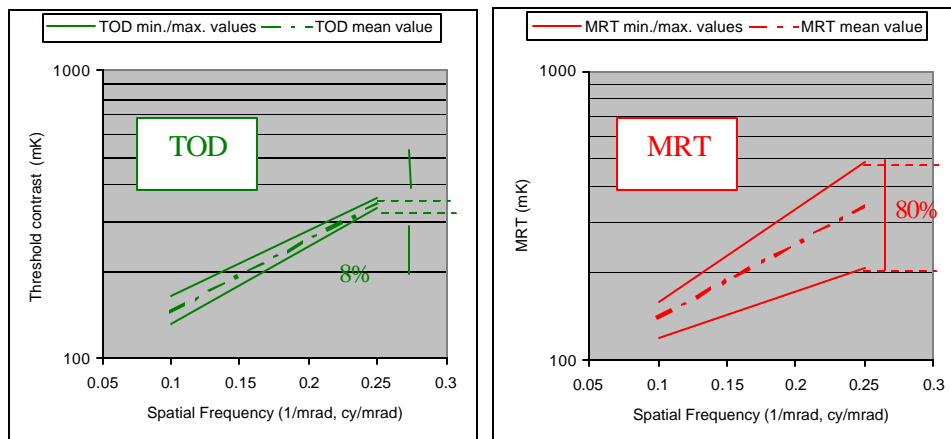 TOD min./max. values TOD mean value
1000
Threshold contrast (mK)
TOD
8%
100
0.05 0.1 0.15 0.2 0.25 0.3
Spatial Frequency (1/mrad, cy/mrad)
MRT min./max. values MRT mean value
1000
MRT (mK)
MRT
80%
100
0.05 0.1 0.15 0.2 0.25 0.3
Spatial Frequency (1/mrad, cy/mrad)